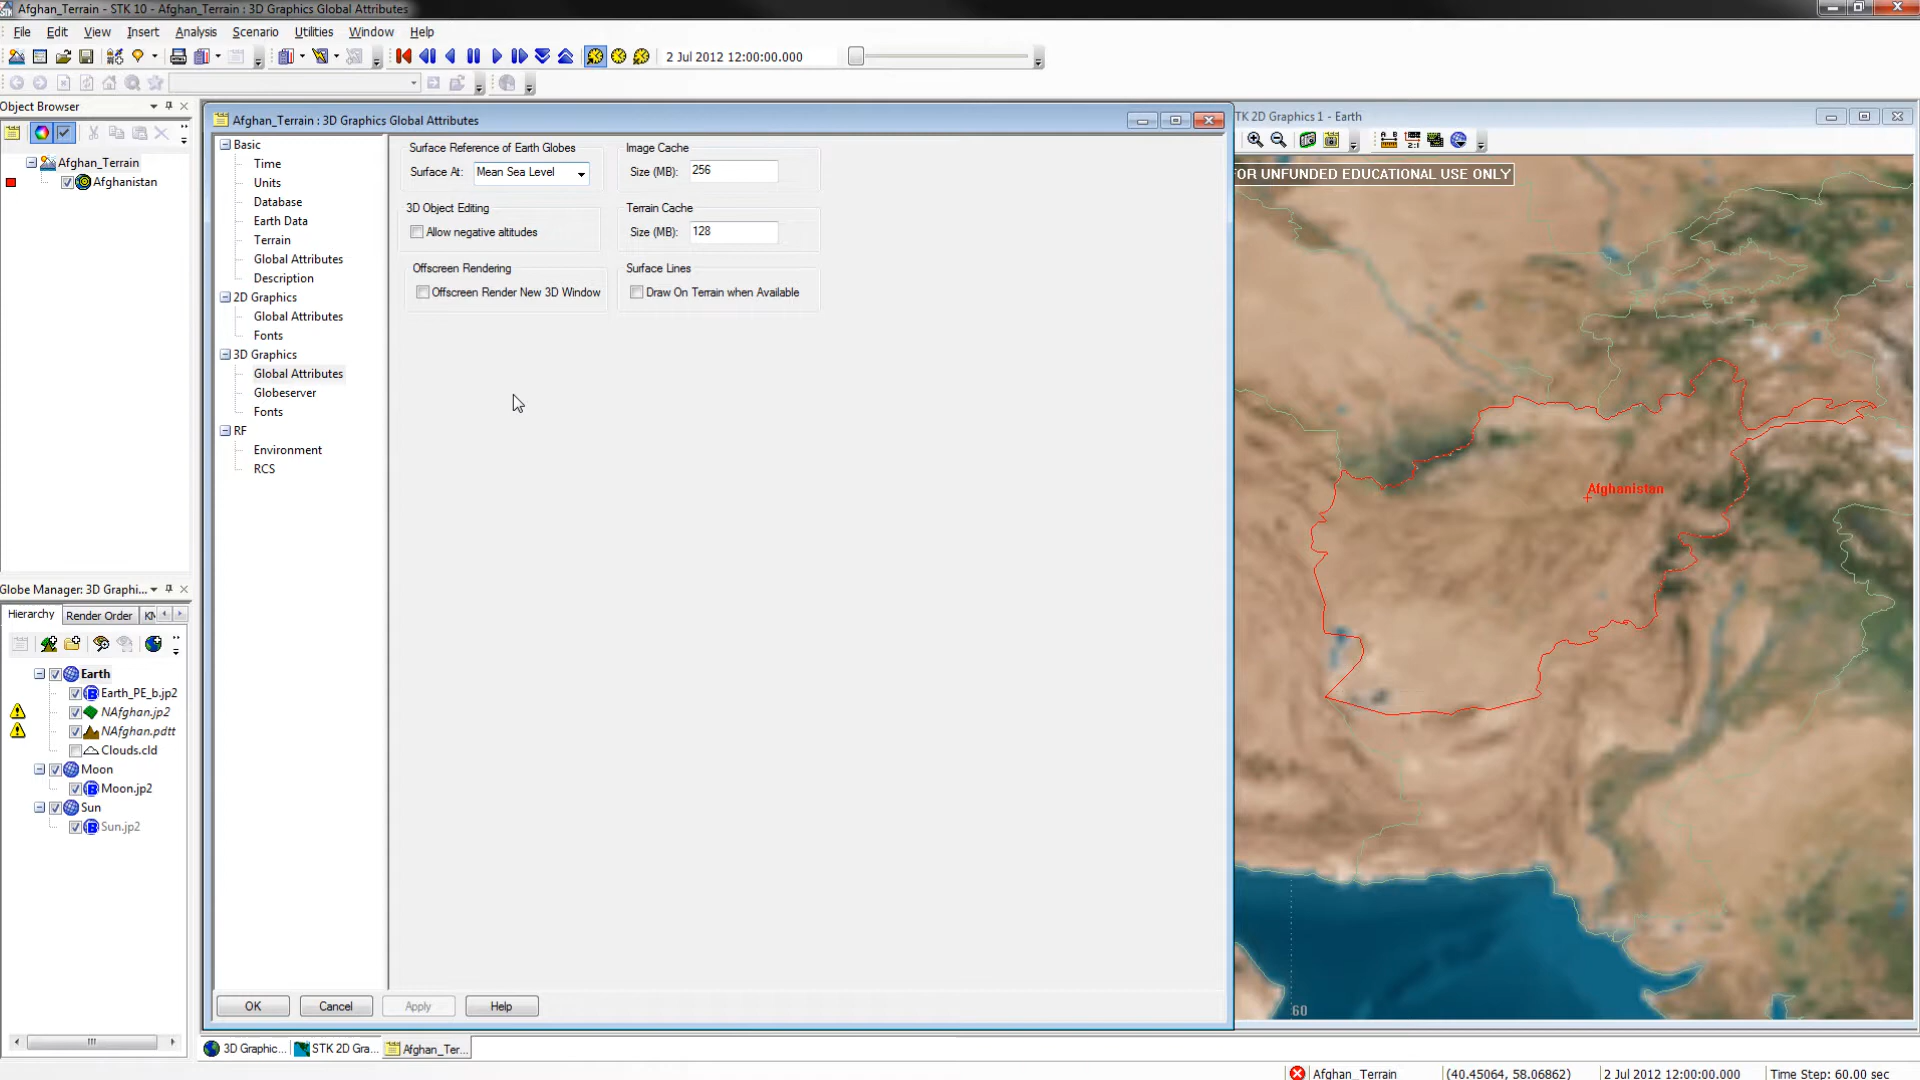 Afghan_Terrain - STK 10 - Afghan_Terrain : 3D Graphics Global Attributes
File Edit View Insert Analysis Scenario Utilities Window Help
2 Jul 2012 12:00:00.000
Object Browser
Afghan_Terrain
Afghanistan
Globe Manager: 3D Graphi...
Hierarchy Render Order
Earth
Earth_PE_b.jp2
NAfghan.jp2
NAfghan.pdtt
Clouds.cld
Moon
Moon.jp2
Sun
Sun.jp2
Afghan_Terrain : 3D Graphics Global Attributes
Basic
Time
Units
Database
Earth Data
Terrain
Global Attributes
Description
2D Graphics
Global Attributes
Fonts
3D Graphics
Global Attributes
Globeserver
Fonts
RF
Environment
RCS
Surface Reference of Earth Globes
Surface At: Mean Sea Level
Image Cache
Size (MB): 256
3D Object Editing
Allow negative altitudes
Terrain Cache
Size (MB): 128
Offscreen Rendering
Offscreen Render New 3D Window
Surface Lines
Draw On Terrain when Available
OK Cancel Apply Help
STK 2D Graphics 1 - Earth
FOR UNFUNDED EDUCATIONAL USE ONLY
Afghanistan
60
3D Graphic... STK 2D Gra... Afghan_Ter...
Afghan_Terrain (40.45064, 58.06862) 2 Jul 2012 12:00:00.000 Time Step: 60.00 sec